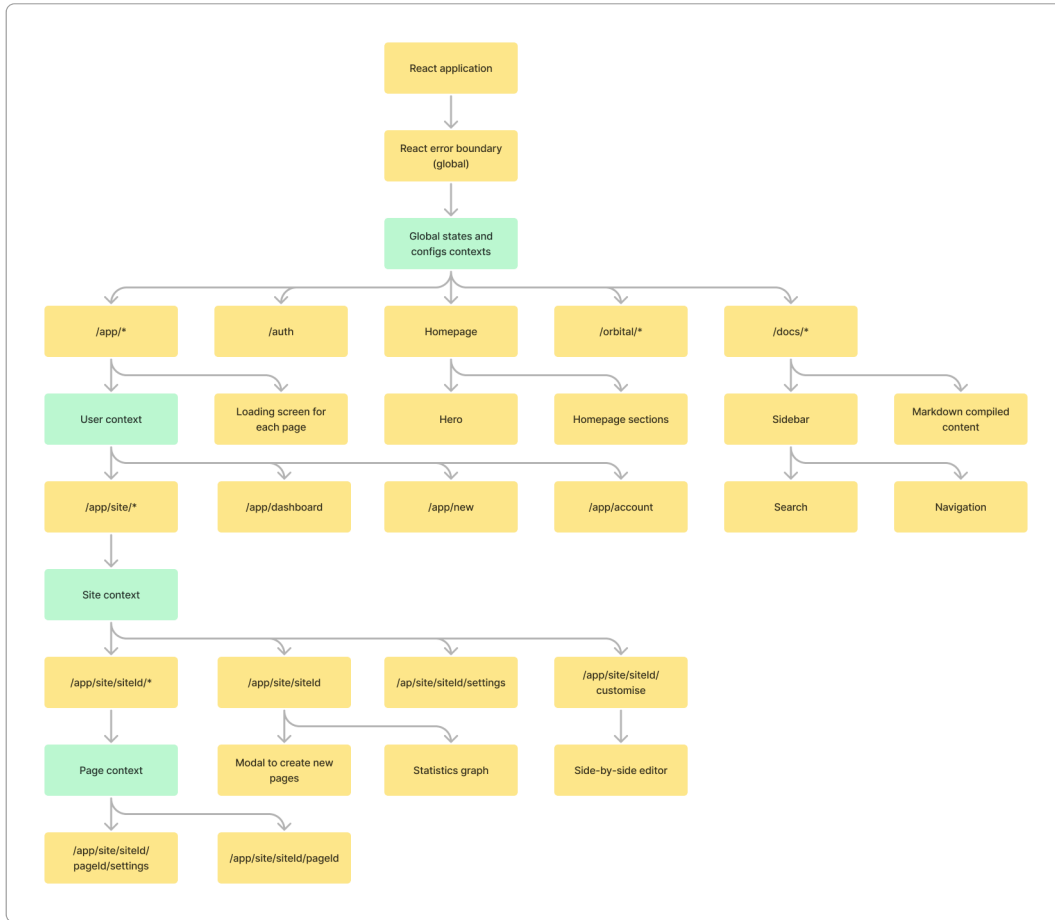 React application
React error boundary
(global)
Global states and
configs contexts
/app/*
/auth
Homepage
/orbital/*
/docs/*
User context
Loading screen for
each page
Hero
Homepage sections
Sidebar
Markdown compiled
content
/app/site/*
/app/dashboard
/app/new
/app/account
Search
Navigation
Site context
/app/site/siteId/*
/app/site/siteId
/ap/site/siteId/settings
/app/site/siteId/
customise
Page context
Modal to create new
pages
Statistics graph
Side-by-side editor
/app/site/siteId/
pageId/settings
/app/site/siteId/pageId